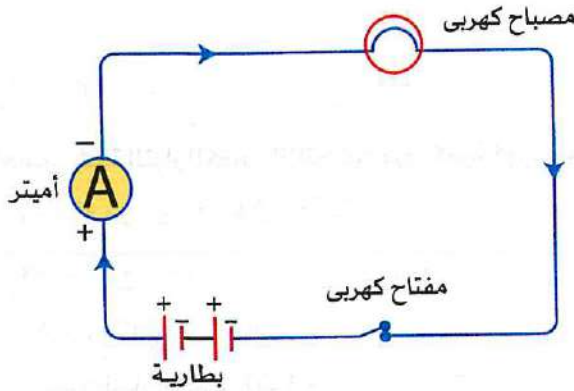 مصباح كهربى
−
A
أميتر
+
مفتاح كهربى
+ − + −
بطارية